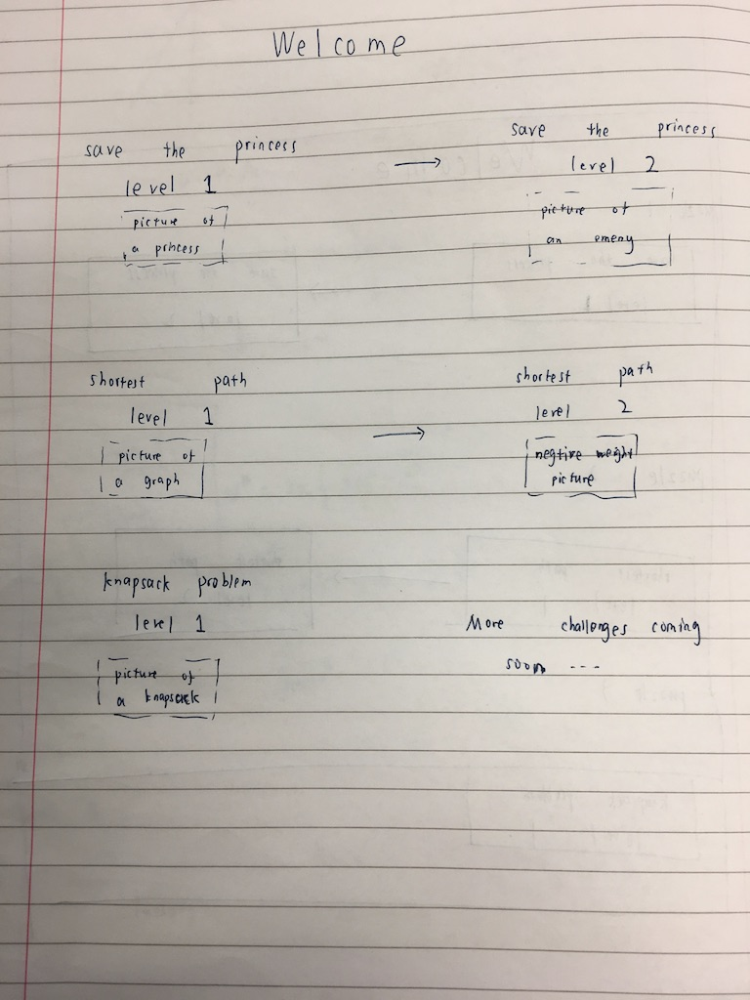 Welcome
save the princess
level 1
picture of
a princess
save the princess
level 2
picture of
an emeny
shortest path
level 1
picture of
a graph
shortest path
level 2
negtive weight
picture
knapsack problem
level 1
picture of
a knapsack
More challenges coming
soon ---